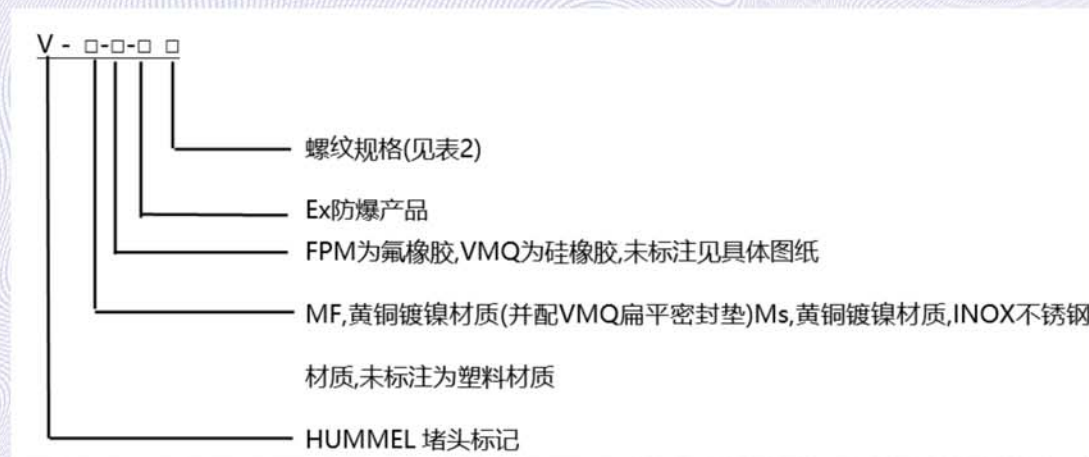 V - □-□-□ □
螺纹规格(见表2)
Ex防爆产品
FPM为氟橡胶,VMQ为硅橡胶,未标注见具体图纸
MF,黄铜镀镍材质(并配VMQ扁平密封垫)Ms,黄铜镀镍材质,INOX不锈钢
材质,未标注为塑料材质
HUMMEL 堵头标记